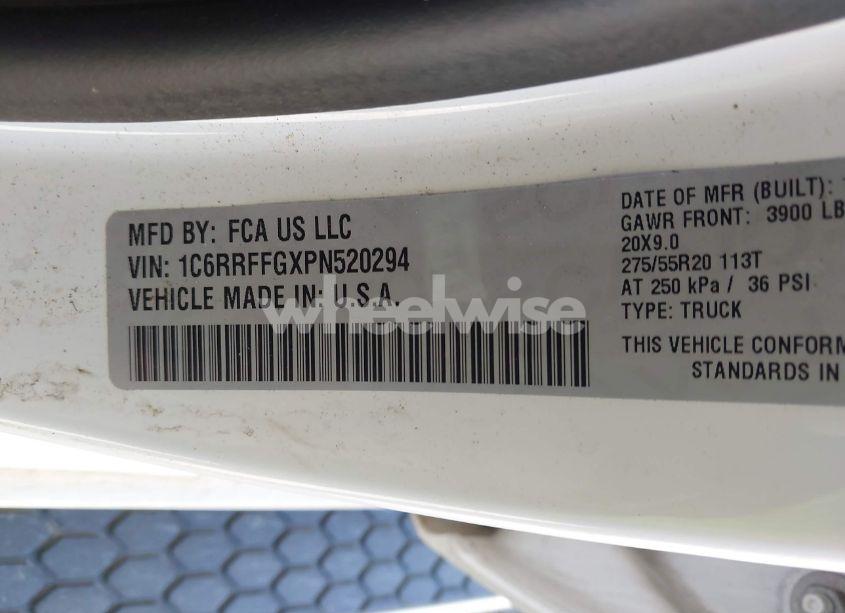 MFD BY: FCA US LLC
VIN: 1C6RRFFGXPN520294
VEHICLE MADE IN: U.S.A.
wheelwise
DATE OF MFR (BUILT):
GAWR FRONT: 3900 LB
20X9.0
275/55R20 113T
AT 250 kPa / 36 PSI
TYPE: TRUCK
THIS VEHICLE CONFORM
STANDARDS IN